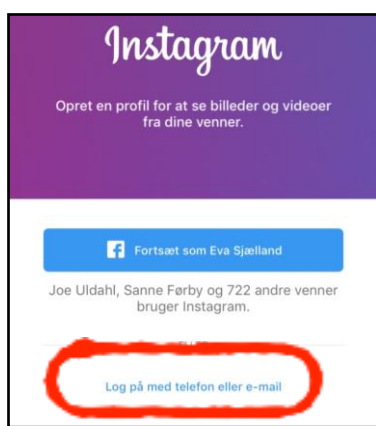 Instagram
Opret en profil for at se billeder og videoer
fra dine venner.
Fortsæt som Eva Sjælland
Joe Uldahl, Sanne Førby og 722 andre venner
bruger Instagram.
Log på med telefon eller e-mail